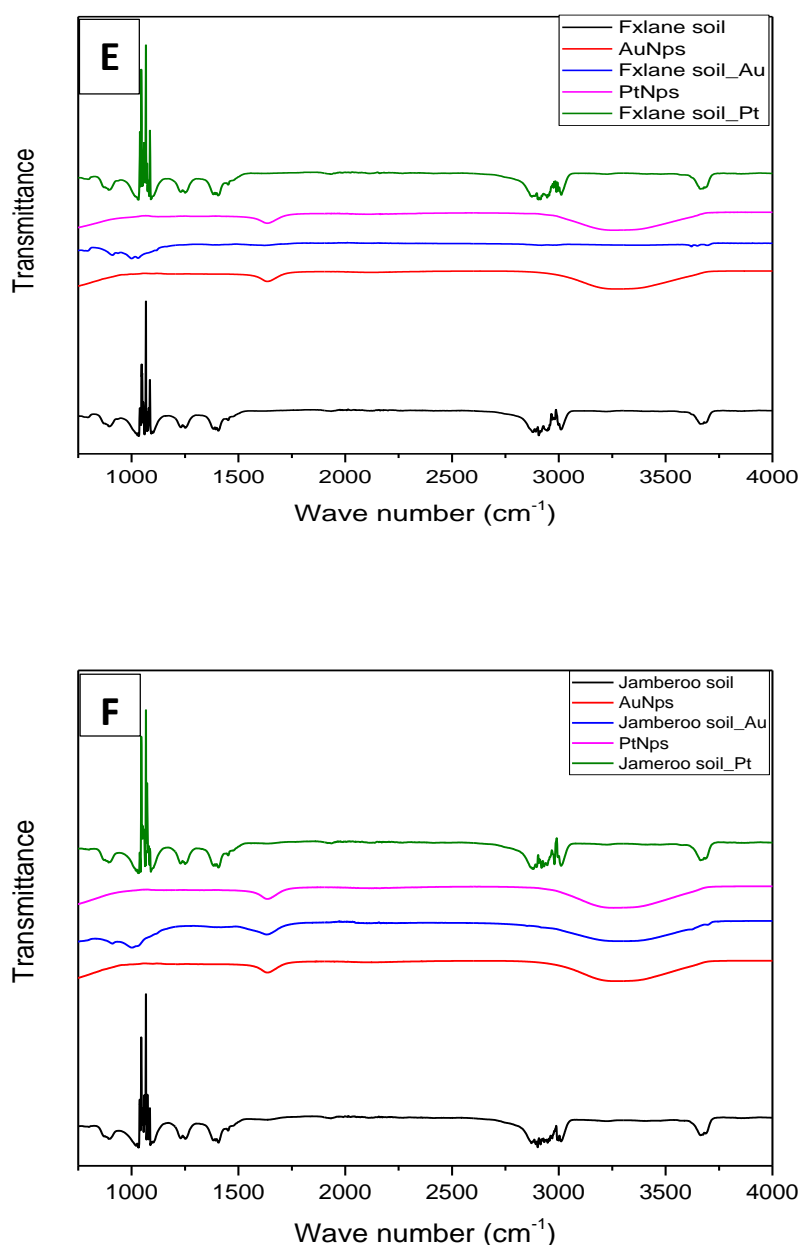 E
Fxlane soil
AuNps
Fxlane soil_Au
PtNps
Fxlane soil_Pt
Transmittance
1000 1500 2000 2500 3000 3500 4000
Wave number (cm⁻¹)
F
Jamberoo soil
AuNps
Jamberoo soil_Au
PtNps
Jameroo soil_Pt
Transmittance
1000 1500 2000 2500 3000 3500 4000
Wave number (cm⁻¹)